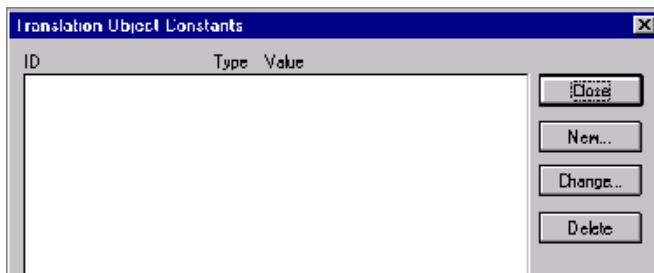 Translation Object Constants
ID Type Value
Close
New...
Change...
Delete